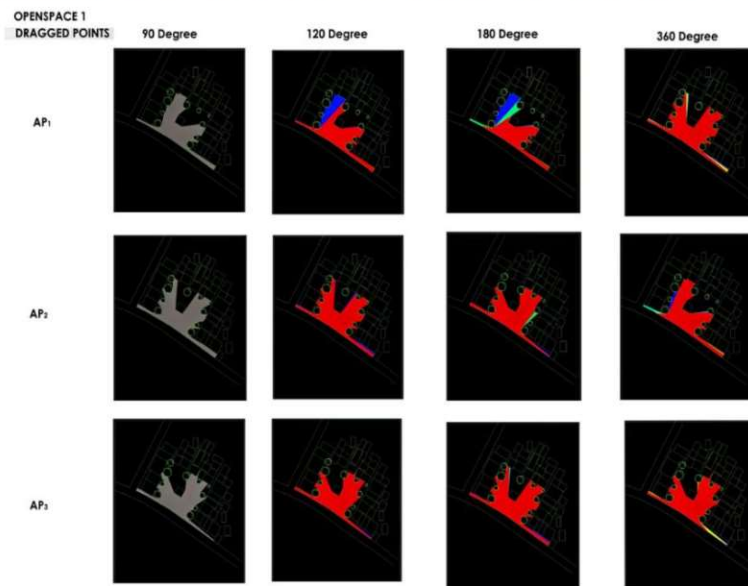 OPENSPACE 1
DRAGGED POINTS 90 Degree 120 Degree 180 Degree 360 Degree
AP1
AP2
AP3